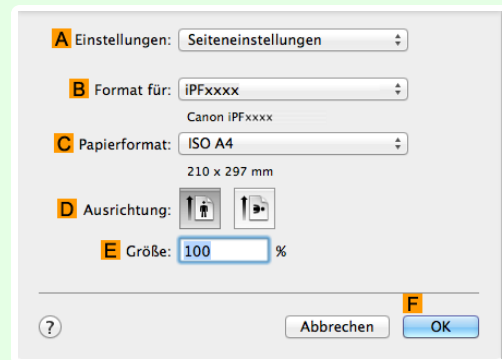 A Einstellungen: Seiteneinstellungen
B Format für: iPFxxxx
Canon iPFxxxx
C Papierformat: ISO A4
210 x 297 mm
D Ausrichtung:
E Größe: 100 %
F
? Abbrechen OK